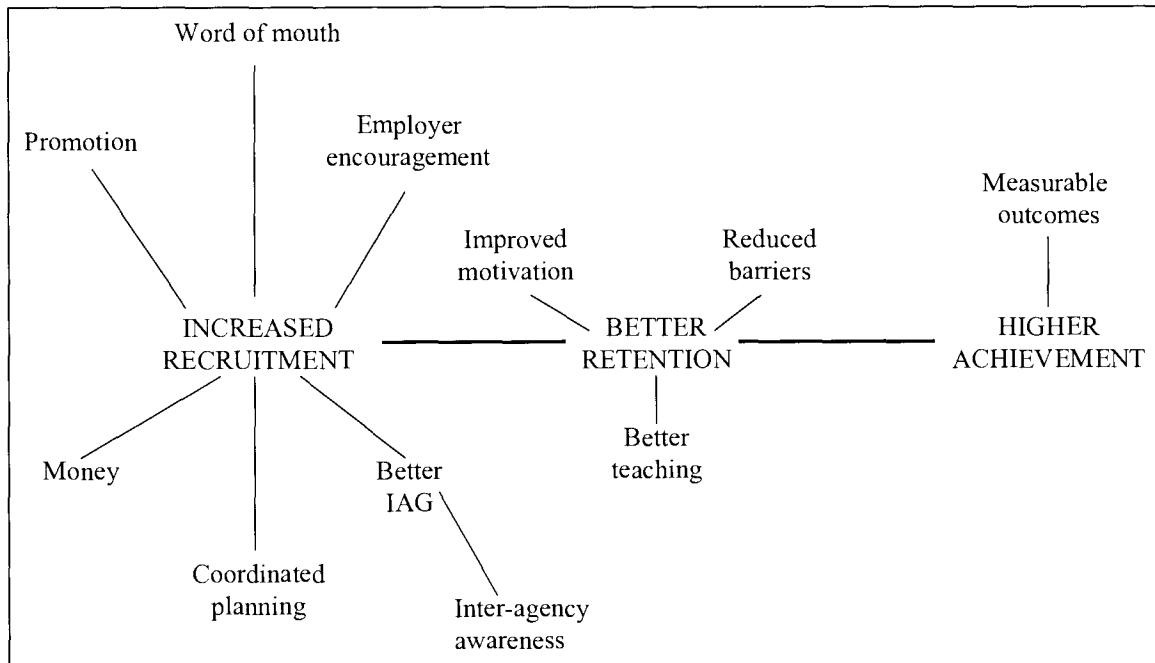 Word of mouth
Promotion
Employer
encouragement
Measurable
outcomes
Improved
motivation
Reduced
barriers
INCREASED
RECRUITMENT
BETTER
RETENTION
HIGHER
ACHIEVEMENT
Money
Better
IAG
Better
teaching
Coordinated
planning
Inter-agency
awareness